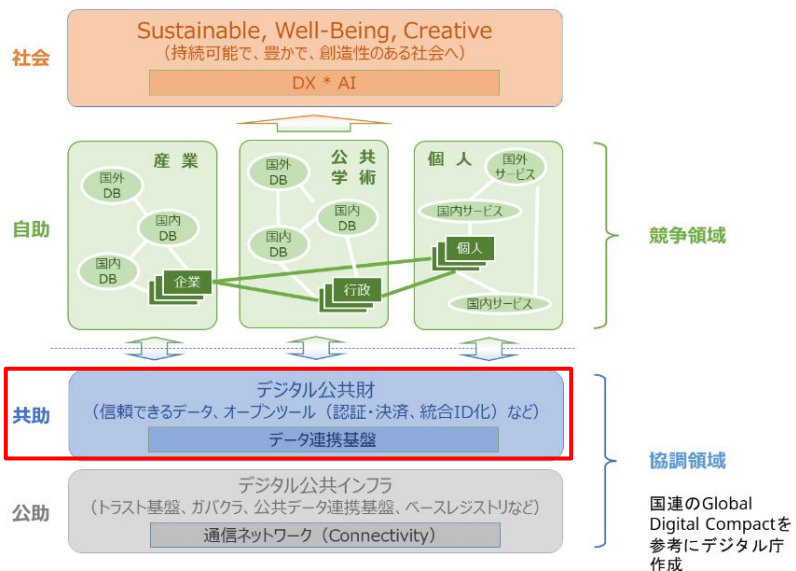 社会
Sustainable, Well-Being, Creative
（持続可能で、豊かで、創造性のある社会へ）
DX * AI
自助
産業
国外
DB
国内
DB
国内
DB
企業
公共
学術
国外
DB
国内
DB
国内
DB
行政
個人
国外
サービス
国内サービス
個人
国内サービス
競争領域
共助
デジタル公共財
（信頼できるデータ、オープンツール（認証・決済、統合ID化）など）
データ連携基盤
公助
デジタル公共インフラ
（トラスト基盤、ガバクラ、公共データ連携基盤、ベースレジストリなど）
通信ネットワーク（Connectivity）
協調領域
国連のGlobal
Digital Compactを
参考にデジタル庁
作成